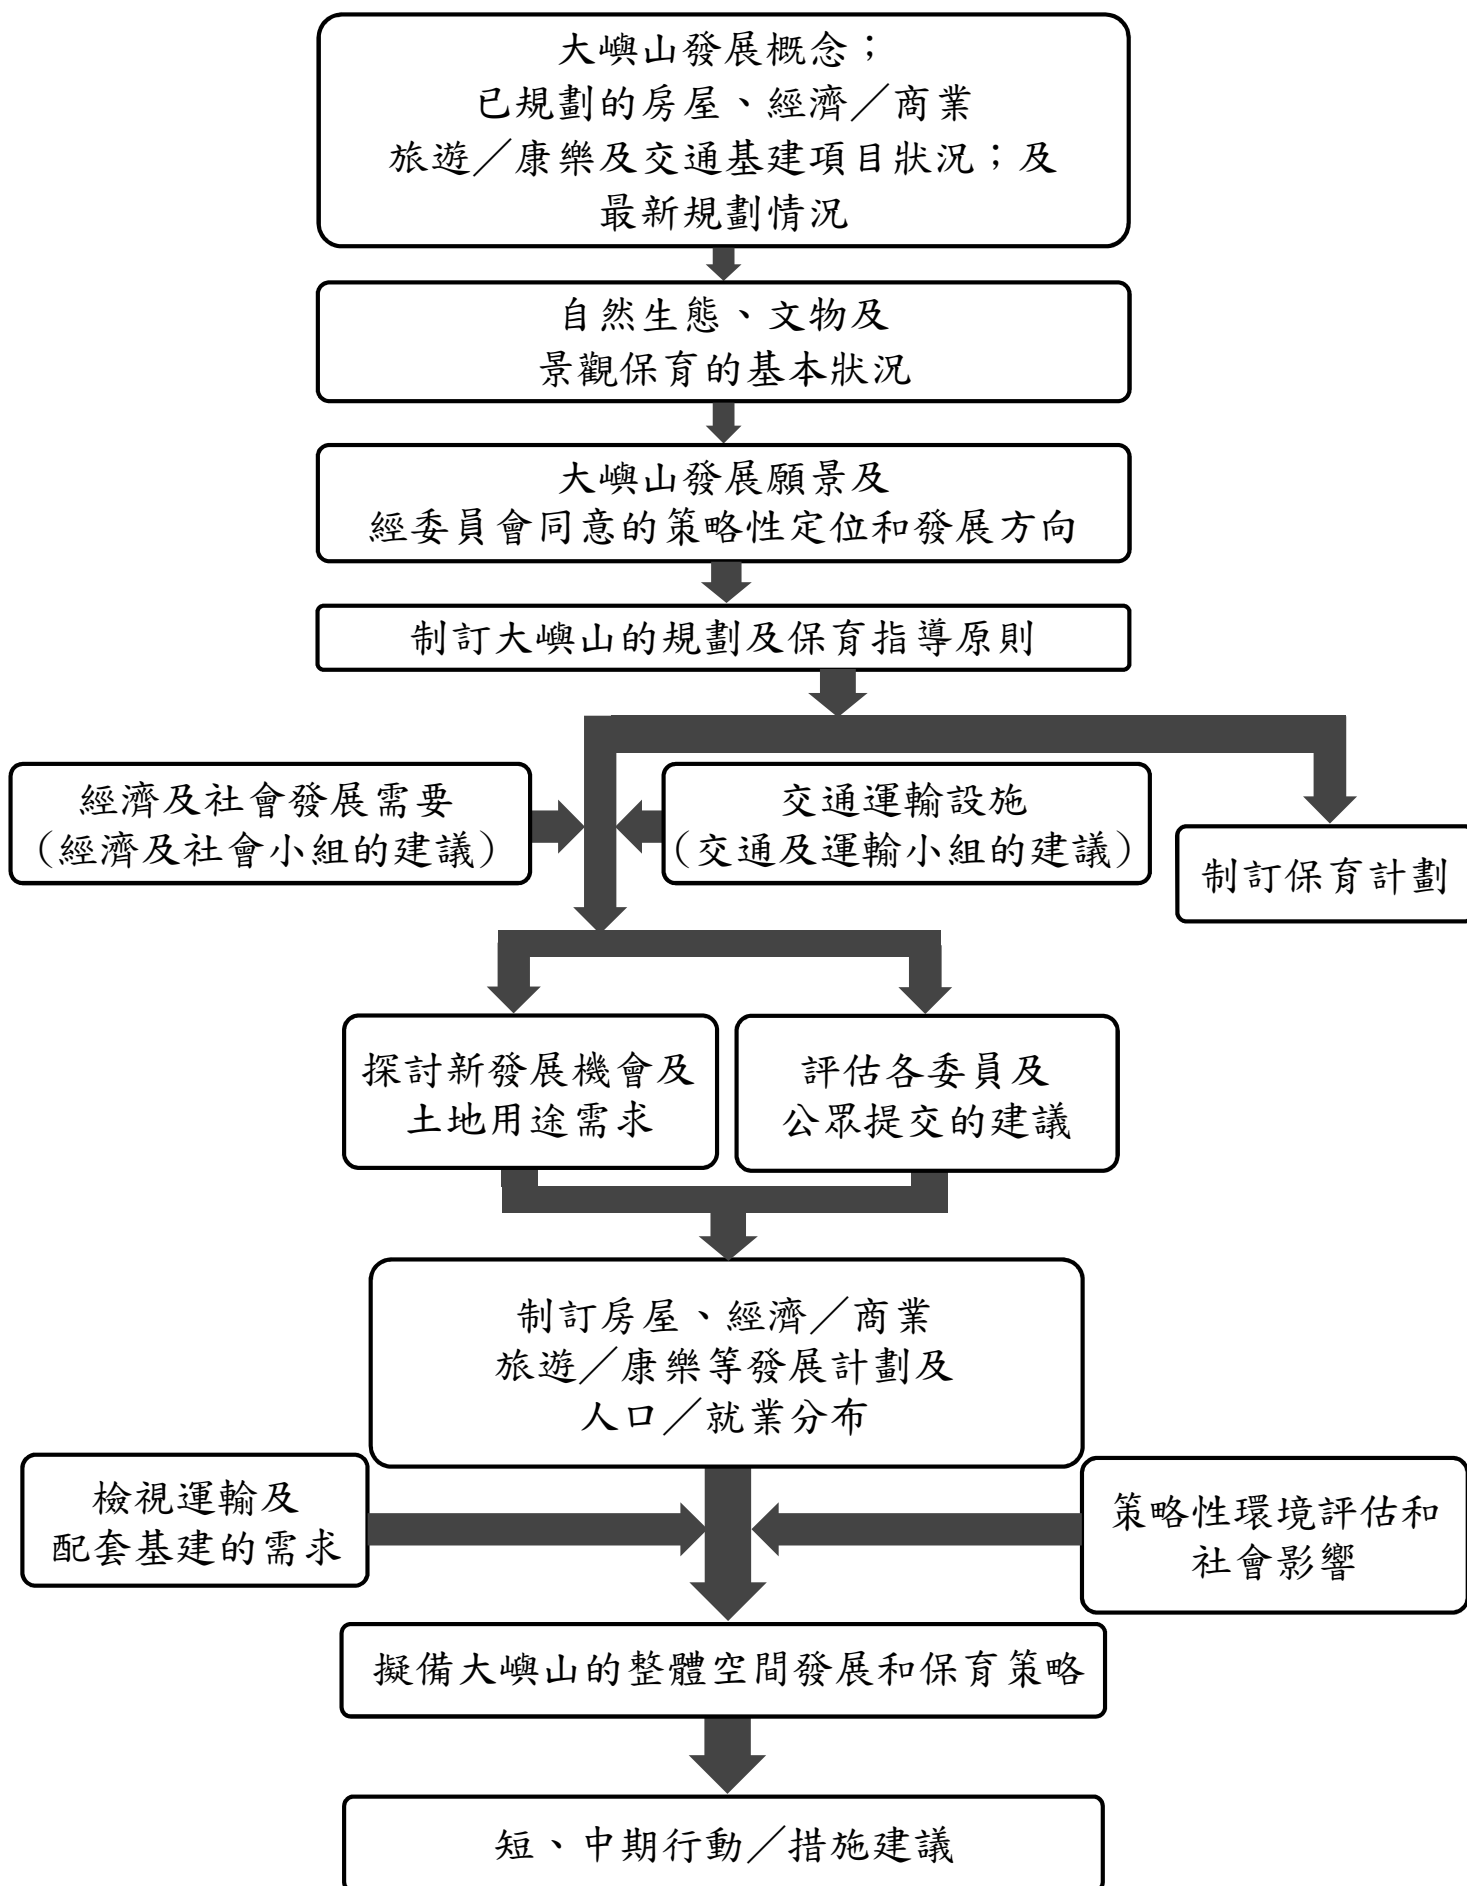 大嶼山發展概念；
已規劃的房屋、經濟／商業
旅遊／康樂及交通基建項目狀況；及
最新規劃情況
自然生態、文物及
景觀保育的基本狀況
大嶼山發展願景及
經委員會同意的策略性定位和發展方向
制訂大嶼山的規劃及保育指導原則
經濟及社會發展需要
（經濟及社會小組的建議）
交通運輸設施
（交通及運輸小組的建議）
制訂保育計劃
探討新發展機會及
土地用途需求
評估各委員及
公眾提交的建議
制訂房屋、經濟／商業
旅遊／康樂等發展計劃及
人口／就業分布
檢視運輸及
配套基建的需求
策略性環境評估和
社會影響
擬備大嶼山的整體空間發展和保育策略
短、中期行動／措施建議